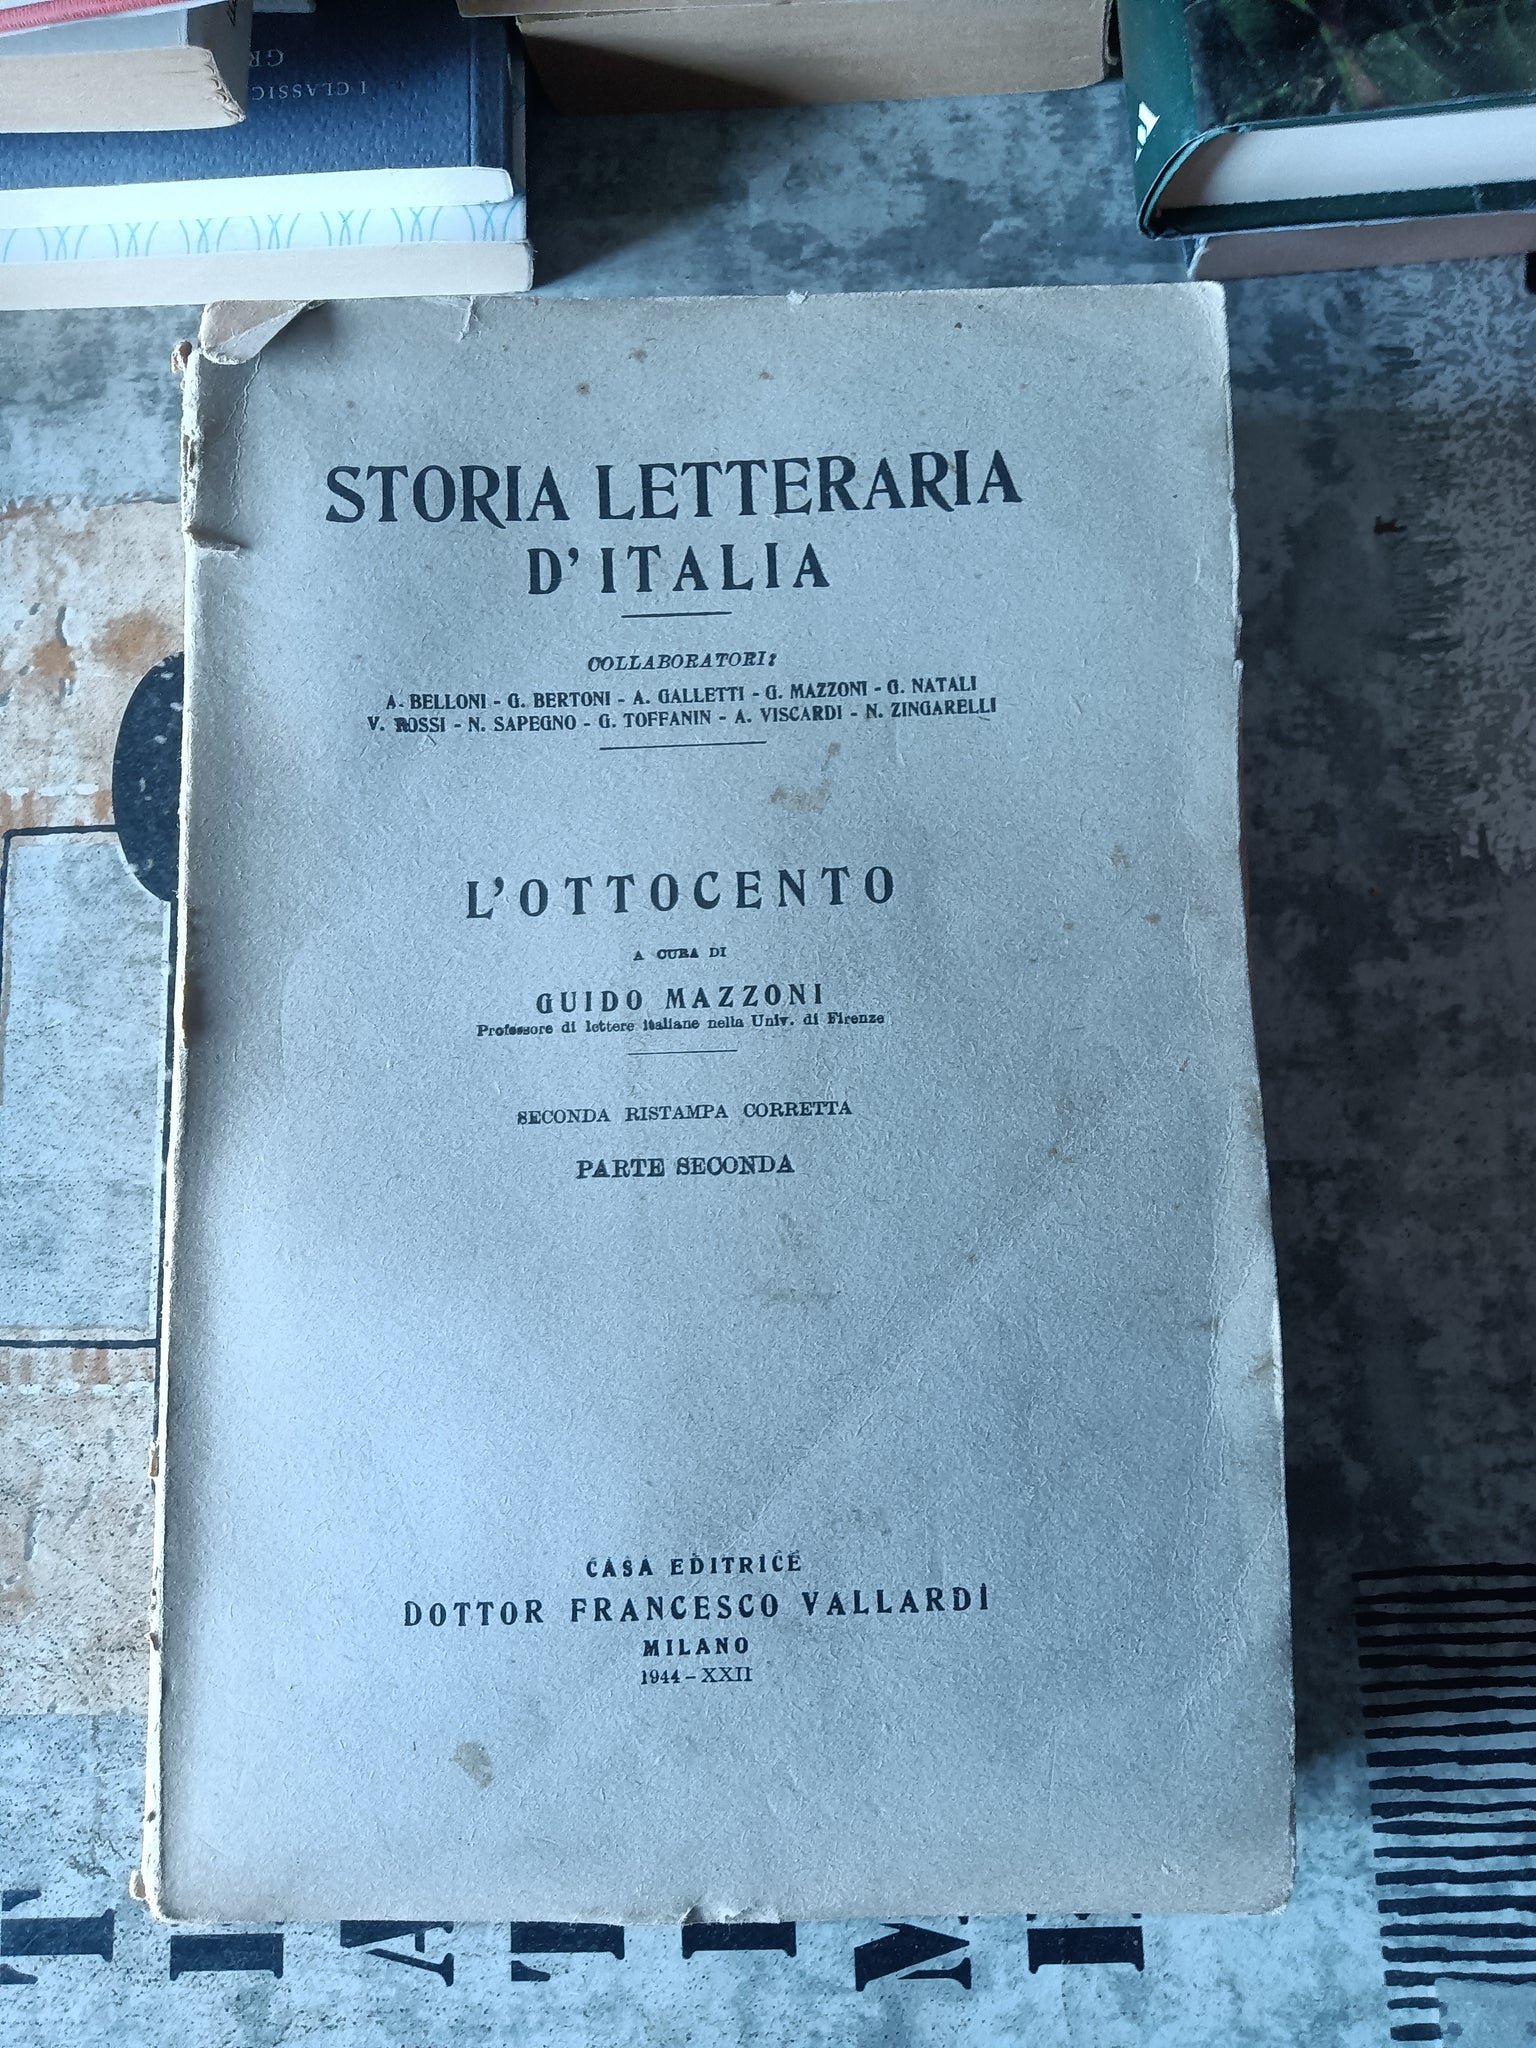 I CLASSICI
GR
STORIA LETTERARIA
D'ITALIA
COLLABORATORI:
A. BELLONI - G. BERTONI - A. GALLETTI - G. MAZZONI - G. NATALI
V. ROSSI - N. SAPEGNO - G. TOFFANIN - A. VISCARDI - N. ZINGARELLI
L'OTTOCENTO
A CURA DI
GUIDO MAZZONI
Professore di lettere italiane nella Univ. di Firenze
SECONDA RISTAMPA CORRETTA
PARTE SECONDA
CASA EDITRICE
DOTTOR FRANCESCO VALLARDI
MILANO
1944-XXII